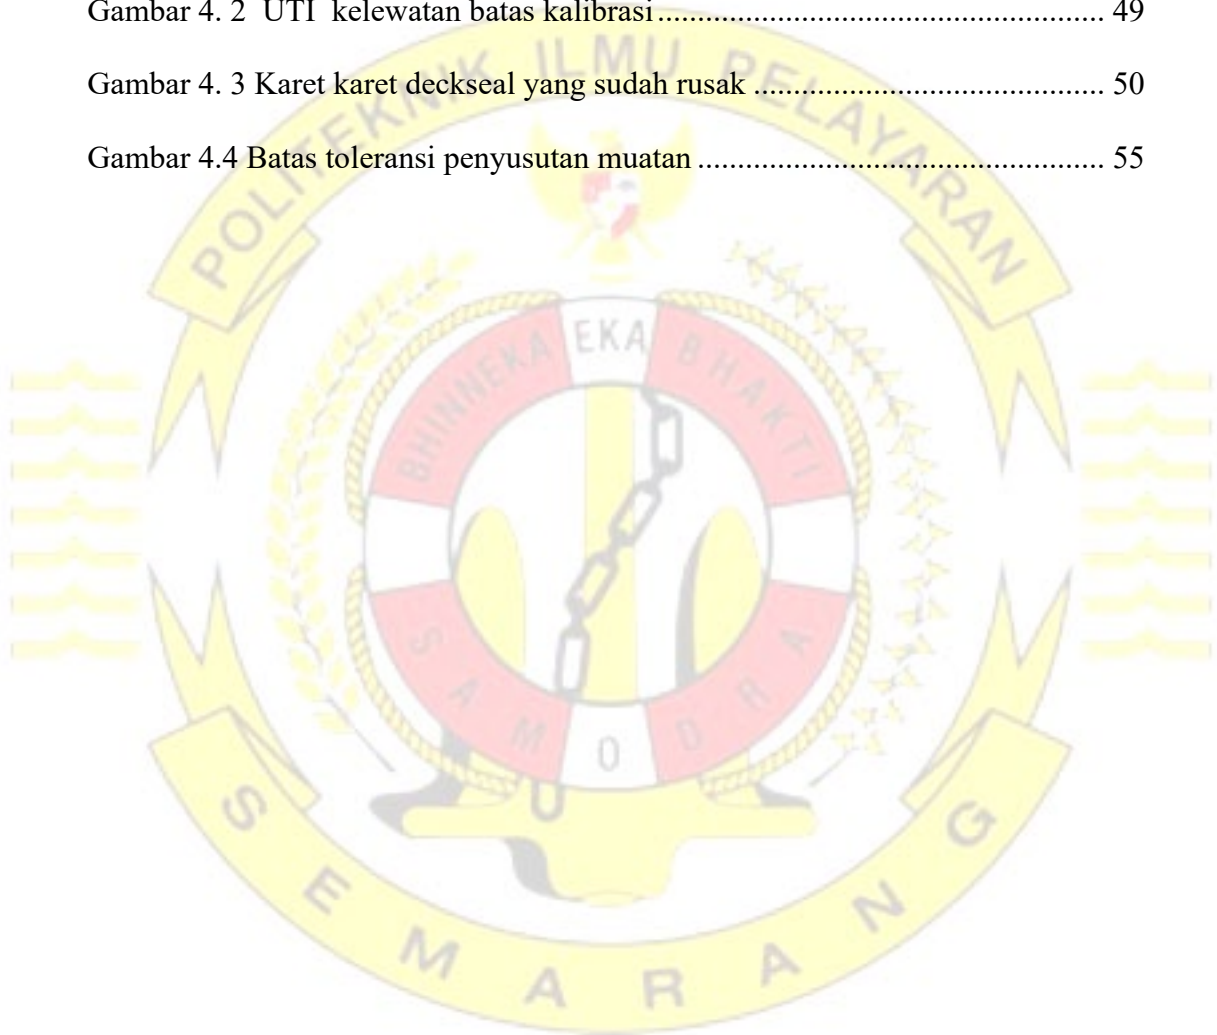 Gambar 4. 2  UTI  kelewatan batas kalibrasi........................................................ 49
Gambar 4. 3 Karet karet deckseal yang sudah rusak ............................................ 50
Gambar 4.4 Batas toleransi penyusutan muatan ................................................... 55
POLITEKNIK ILMU PELAYARAN
BHINNEKA EKA BHAKTI
SAMODRA
SEMARANG